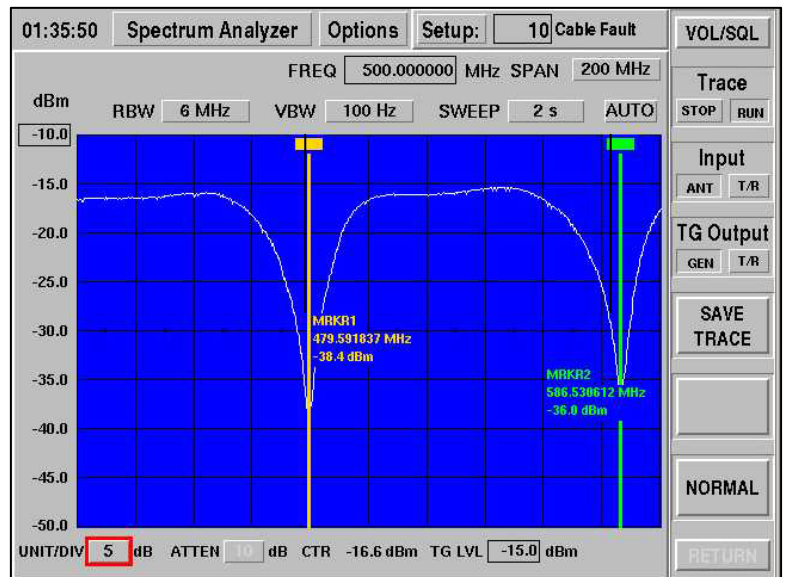 01:35:50 Spectrum Analyzer Options Setup: 10 Cable Fault VOL/SQL
FREQ 500.000000 MHz SPAN 200 MHz
dBm RBW 6 MHz VBW 100 Hz SWEEP 2 s AUTO
Trace
STOP RUN
-10.0
-15.0
-20.0
-25.0
-30.0
-35.0
-40.0
-45.0
-50.0
MRKR1
479.591837 MHz
-38.4 dBm
MRKR2
586.530612 MHz
-36.0 dBm
Input
ANT T/R
TG Output
GEN T/R
SAVE
TRACE
NORMAL
UNIT/DIV 5 dB ATTEN 10 dB CTR -16.6 dBm TG LVL -15.0 dBm
RETURN